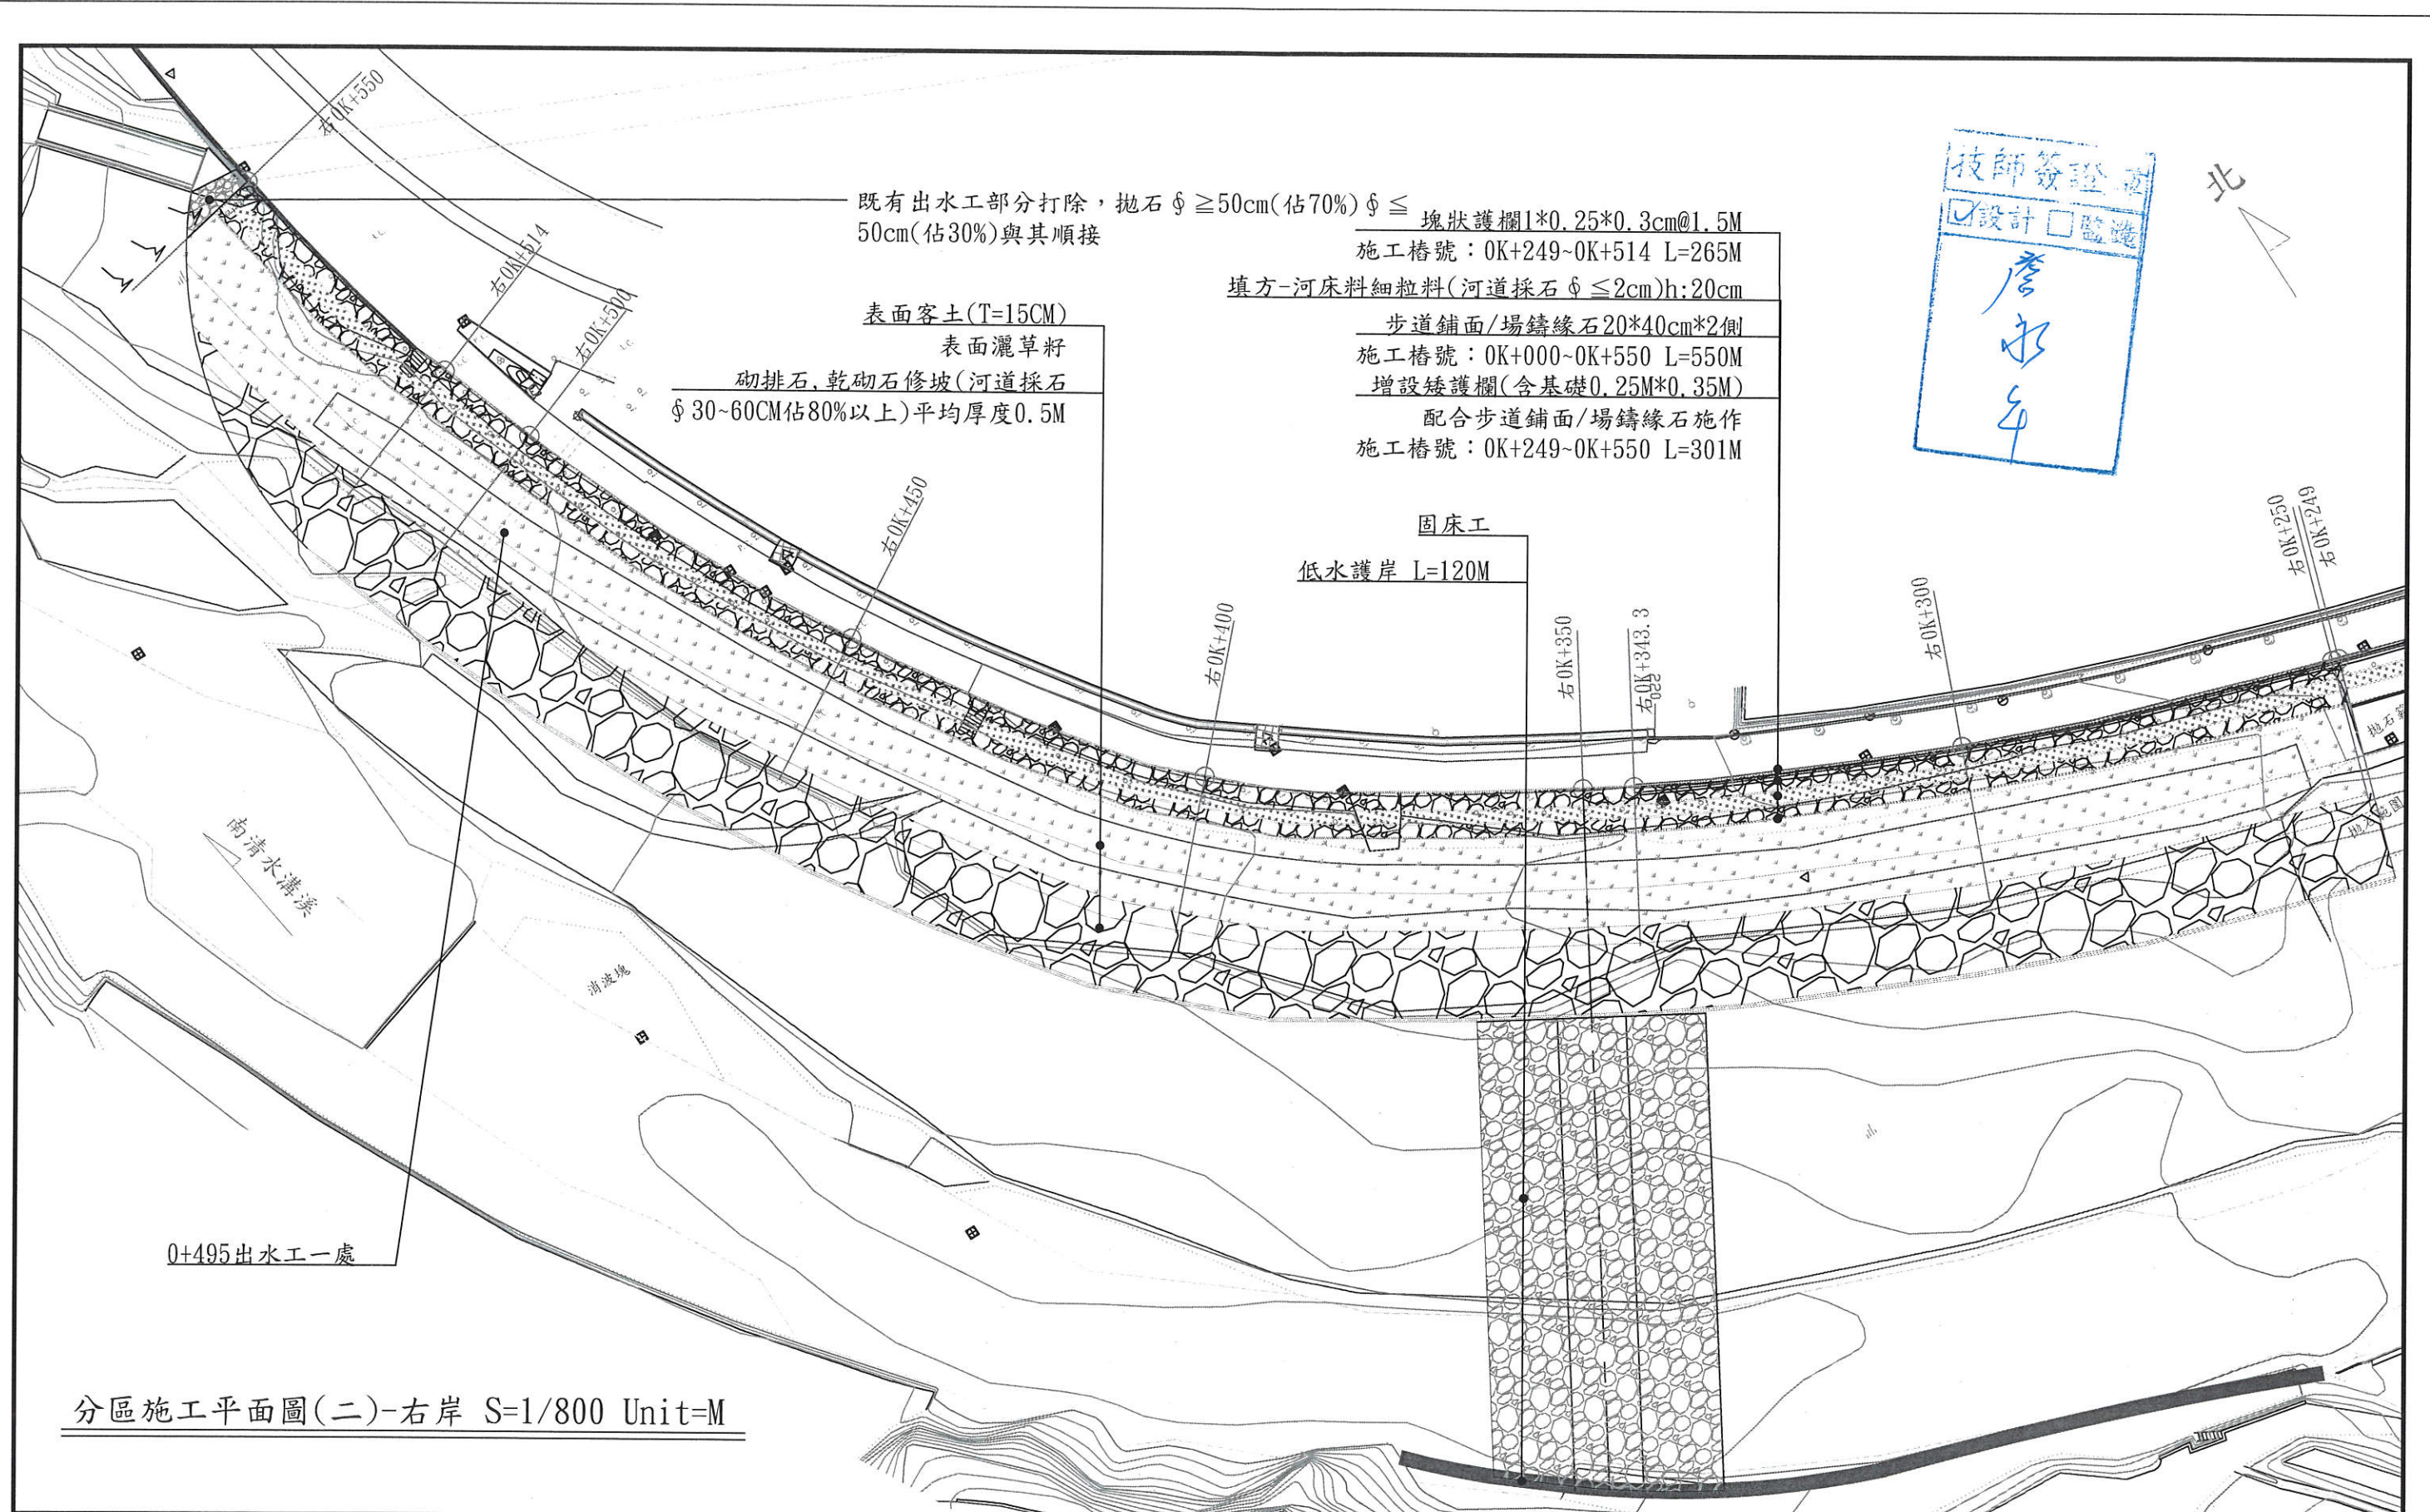 右0K+550
既有出水工部分打除，拋石∮≧50cm(佔70%)∮≦
50cm(佔30%)與其順接
塊狀護欄1*0.25*0.3cm@1.5M
施工樁號：0K+249~0K+514 L=265M
填方-河床料細粒料(河道採石∮≦2cm)h:20cm
步道鋪面/場鑄緣石20*40cm*2側
施工樁號：0K+000~0K+550 L=550M
增設矮護欄(含基礎0.25M*0.35M)
配合步道鋪面/場鑄緣石施作
施工樁號：0K+249~0K+550 L=301M
技師簽證
設計 監造
北
右0K+514
右0K+500
表面客土(T=15CM)
表面灑草籽
砌排石,乾砌石修坡(河道採石
∮30~60CM佔80%以上)平均厚度0.5M
右0K+450
固床工
低水護岸 L=120M
右0K+400
右0K+350
右0K+343.3
右0K+300
右0K+250
右0K+249
南清水溝溪
消波塊
0+495出水工一處
分區施工平面圖(二)-右岸 S=1/800 Unit=M